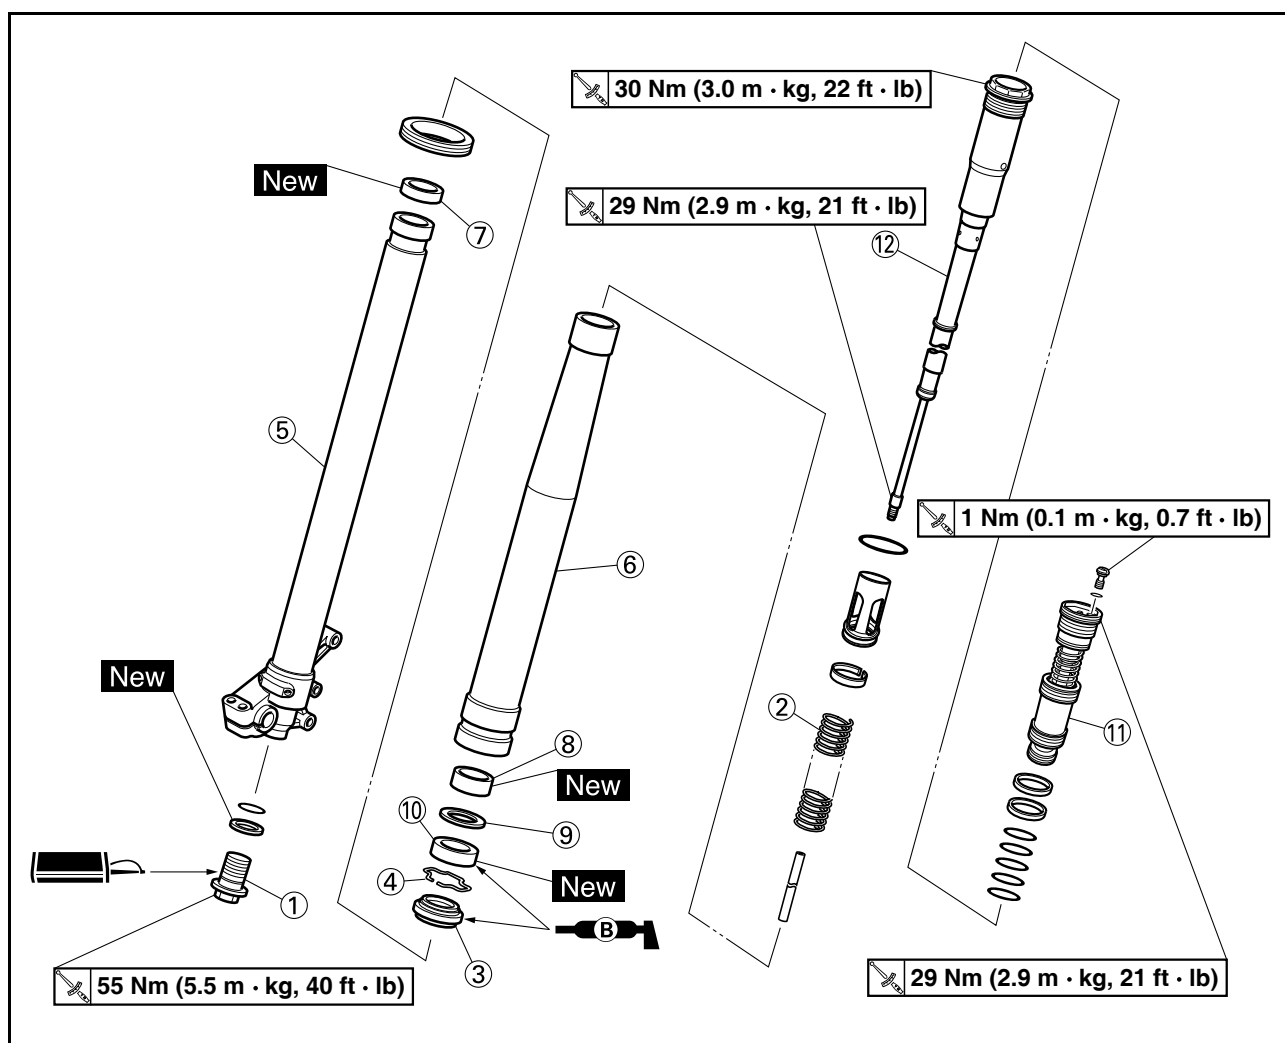 30 Nm (3.0 m · kg, 22 ft · lb)
New
29 Nm (2.9 m · kg, 21 ft · lb)
⑦
⑫
⑤
1 Nm (0.1 m · kg, 0.7 ft · lb)
⑥
New
②
⑪
⑧
New
⑩
⑨
④
New
①
B
③
55 Nm (5.5 m · kg, 40 ft · lb)
29 Nm (2.9 m · kg, 21 ft · lb)